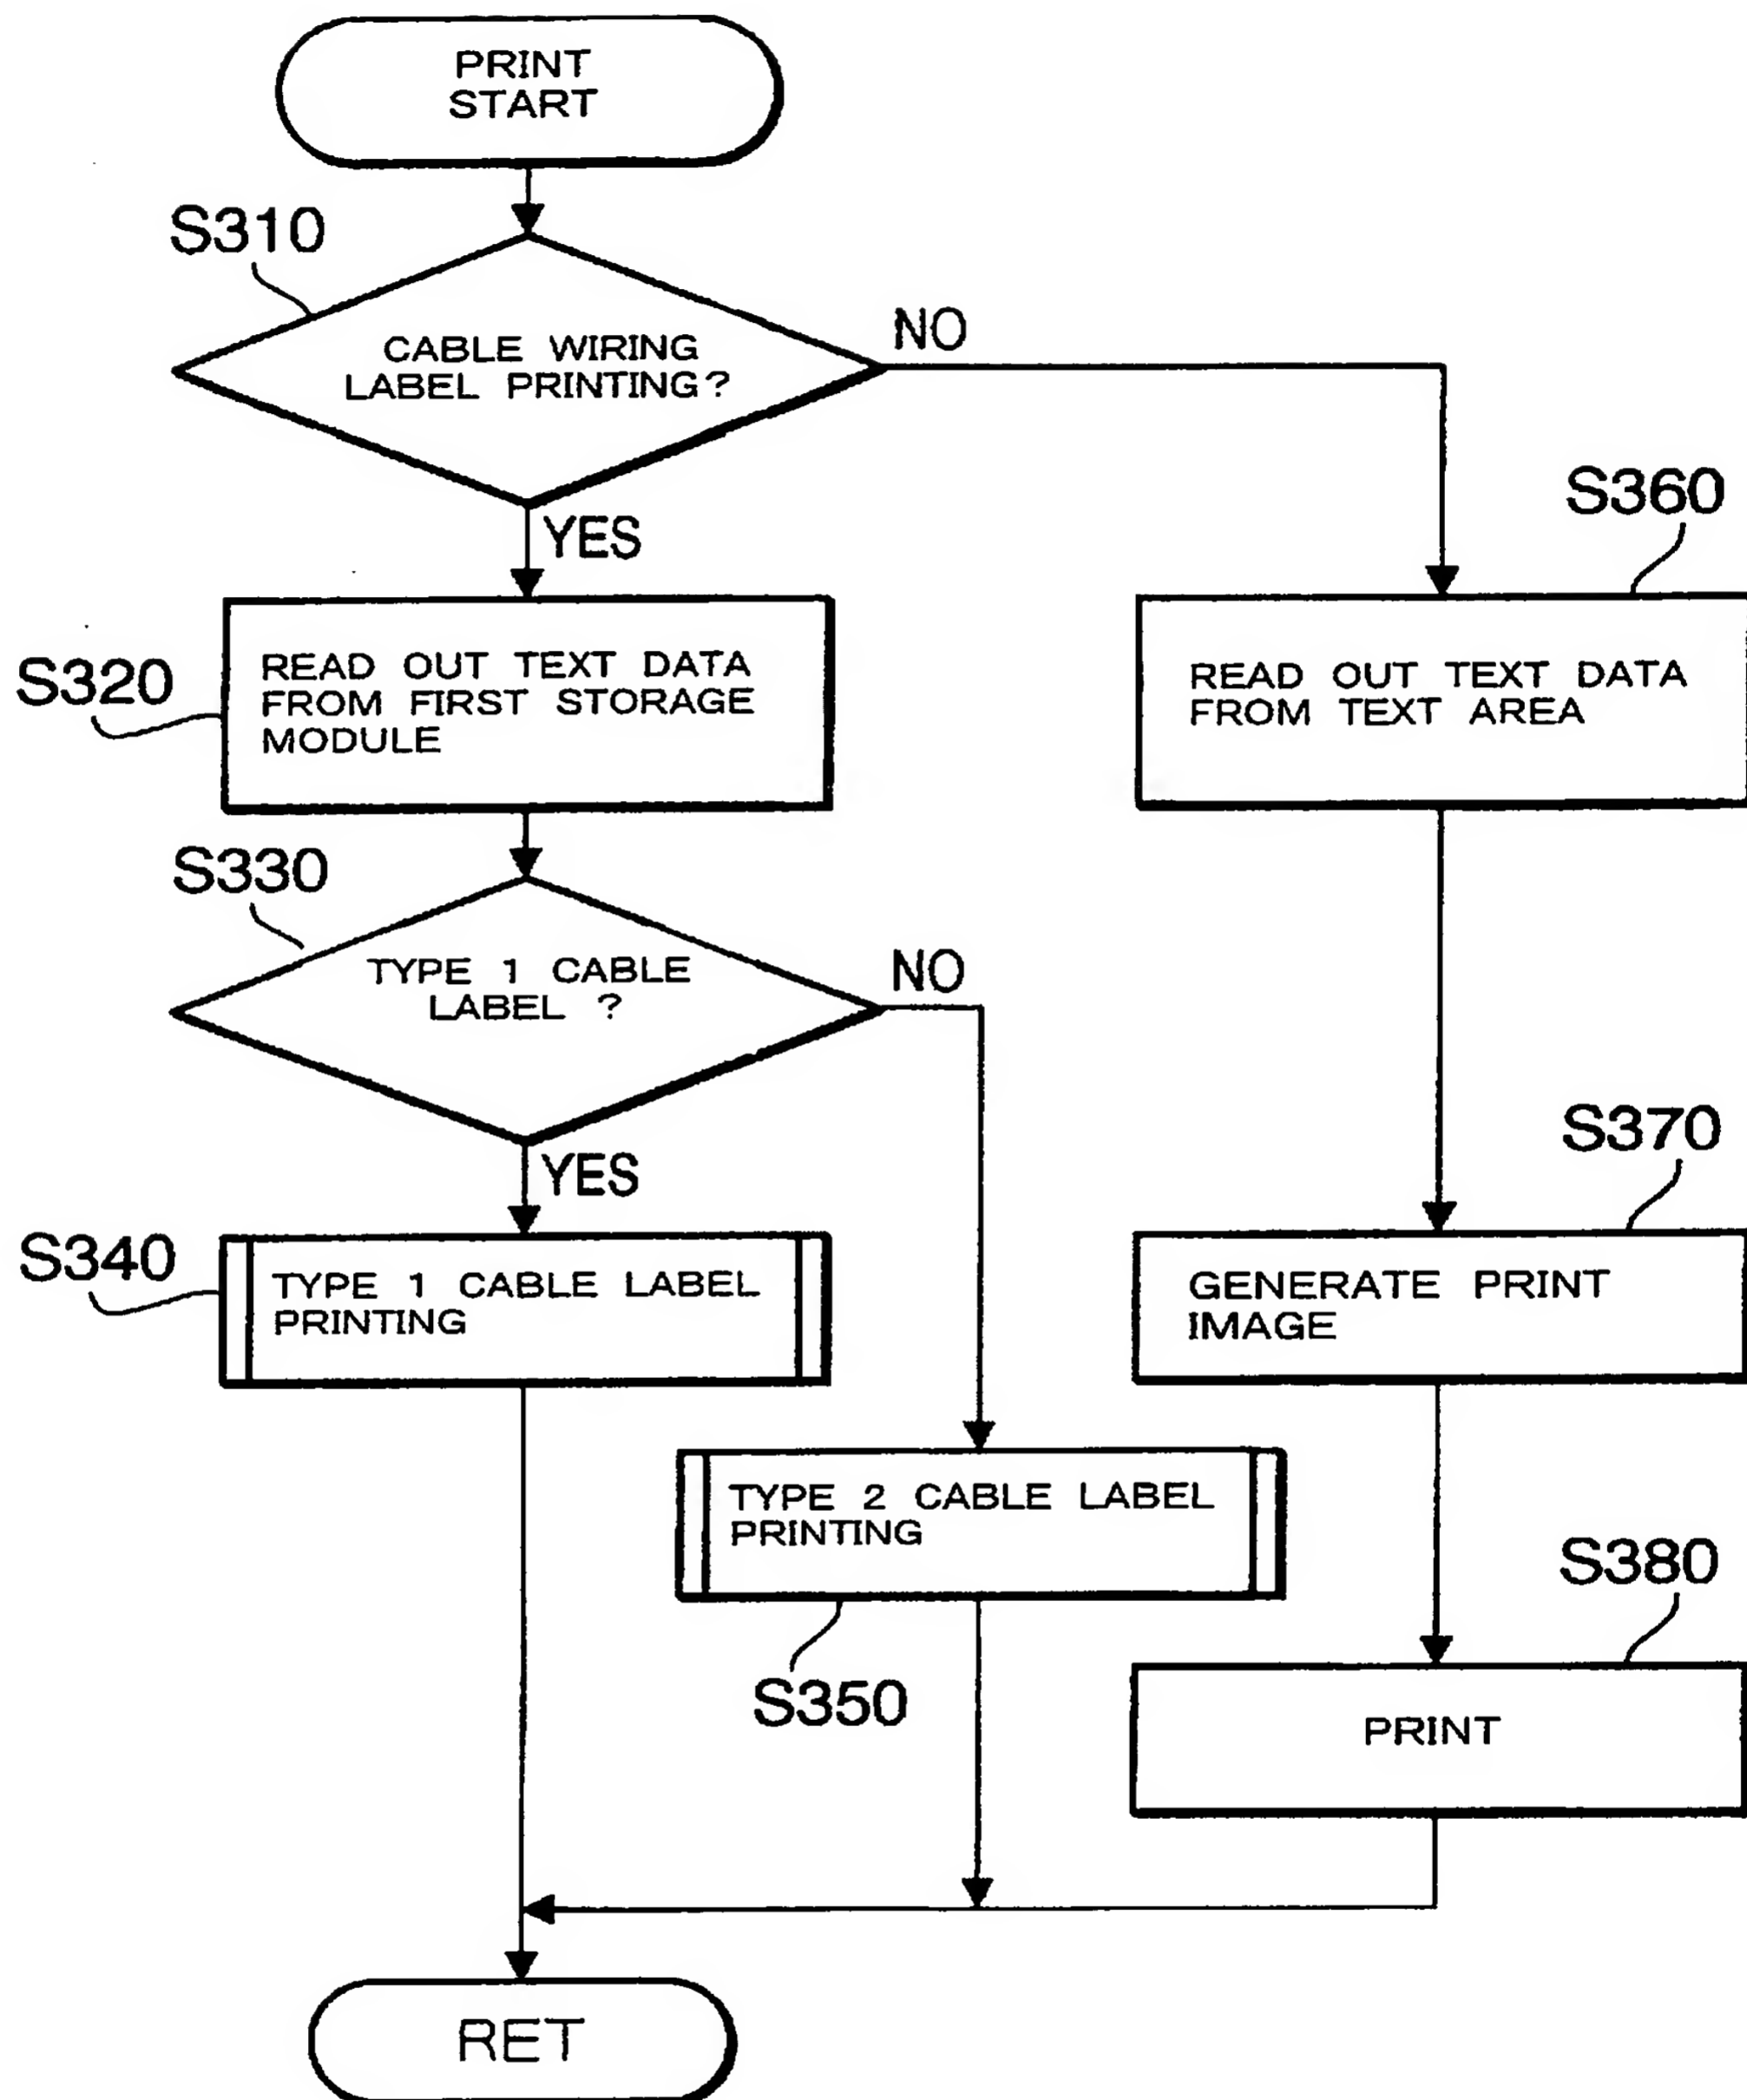 PRINT
START
S310
CABLE WIRING
LABEL PRINTING?
NO
YES
S360
S320
READ OUT TEXT DATA
FROM FIRST STORAGE
MODULE
READ OUT TEXT DATA
FROM TEXT AREA
S330
TYPE 1 CABLE
LABEL ?
NO
YES
S370
S340
TYPE 1 CABLE LABEL
PRINTING
GENERATE PRINT
IMAGE
TYPE 2 CABLE LABEL
PRINTING
S350
S380
PRINT
RET